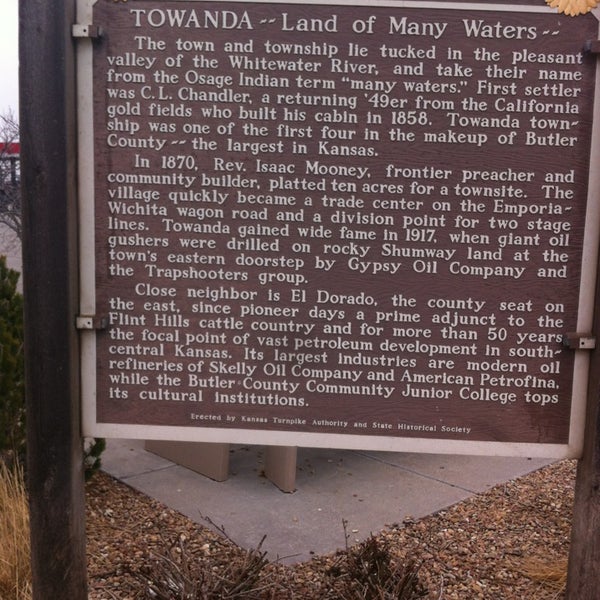 TOWANDA -- Land of Many Waters --
The town and township lie tucked in the pleasant
valley of the Whitewater River, and take their name
from the Osage Indian term "many waters." First settler
was C. L. Chandler, a returning '49er from the California
gold fields who built his cabin in 1858. Towanda town-
ship was one of the first four in the makeup of Butler
County -- the largest in Kansas.
In 1870, Rev. Isaac Mooney, frontier preacher and
community builder, platted ten acres for a townsite. The
village quickly became a trade center on the Emporia-
Wichita wagon road and a division point for two stage
lines. Towanda gained wide fame in 1917, when giant oil
gushers were drilled on rocky Shumway land at the
town's eastern doorstep by Gypsy Oil Company and
the Trapshooters group.
Close neighbor is El Dorado, the county seat on
the east, since pioneer days a prime adjunct to the
Flint Hills cattle country and for more than 50 years
the focal point of vast petroleum development in south-
central Kansas. Its largest industries are modern oil
refineries of Skelly Oil Company and American Petrofina,
while the Butler County Community Junior College tops
its cultural institutions.
Erected by Kansas Turnpike Authority and State Historical Society